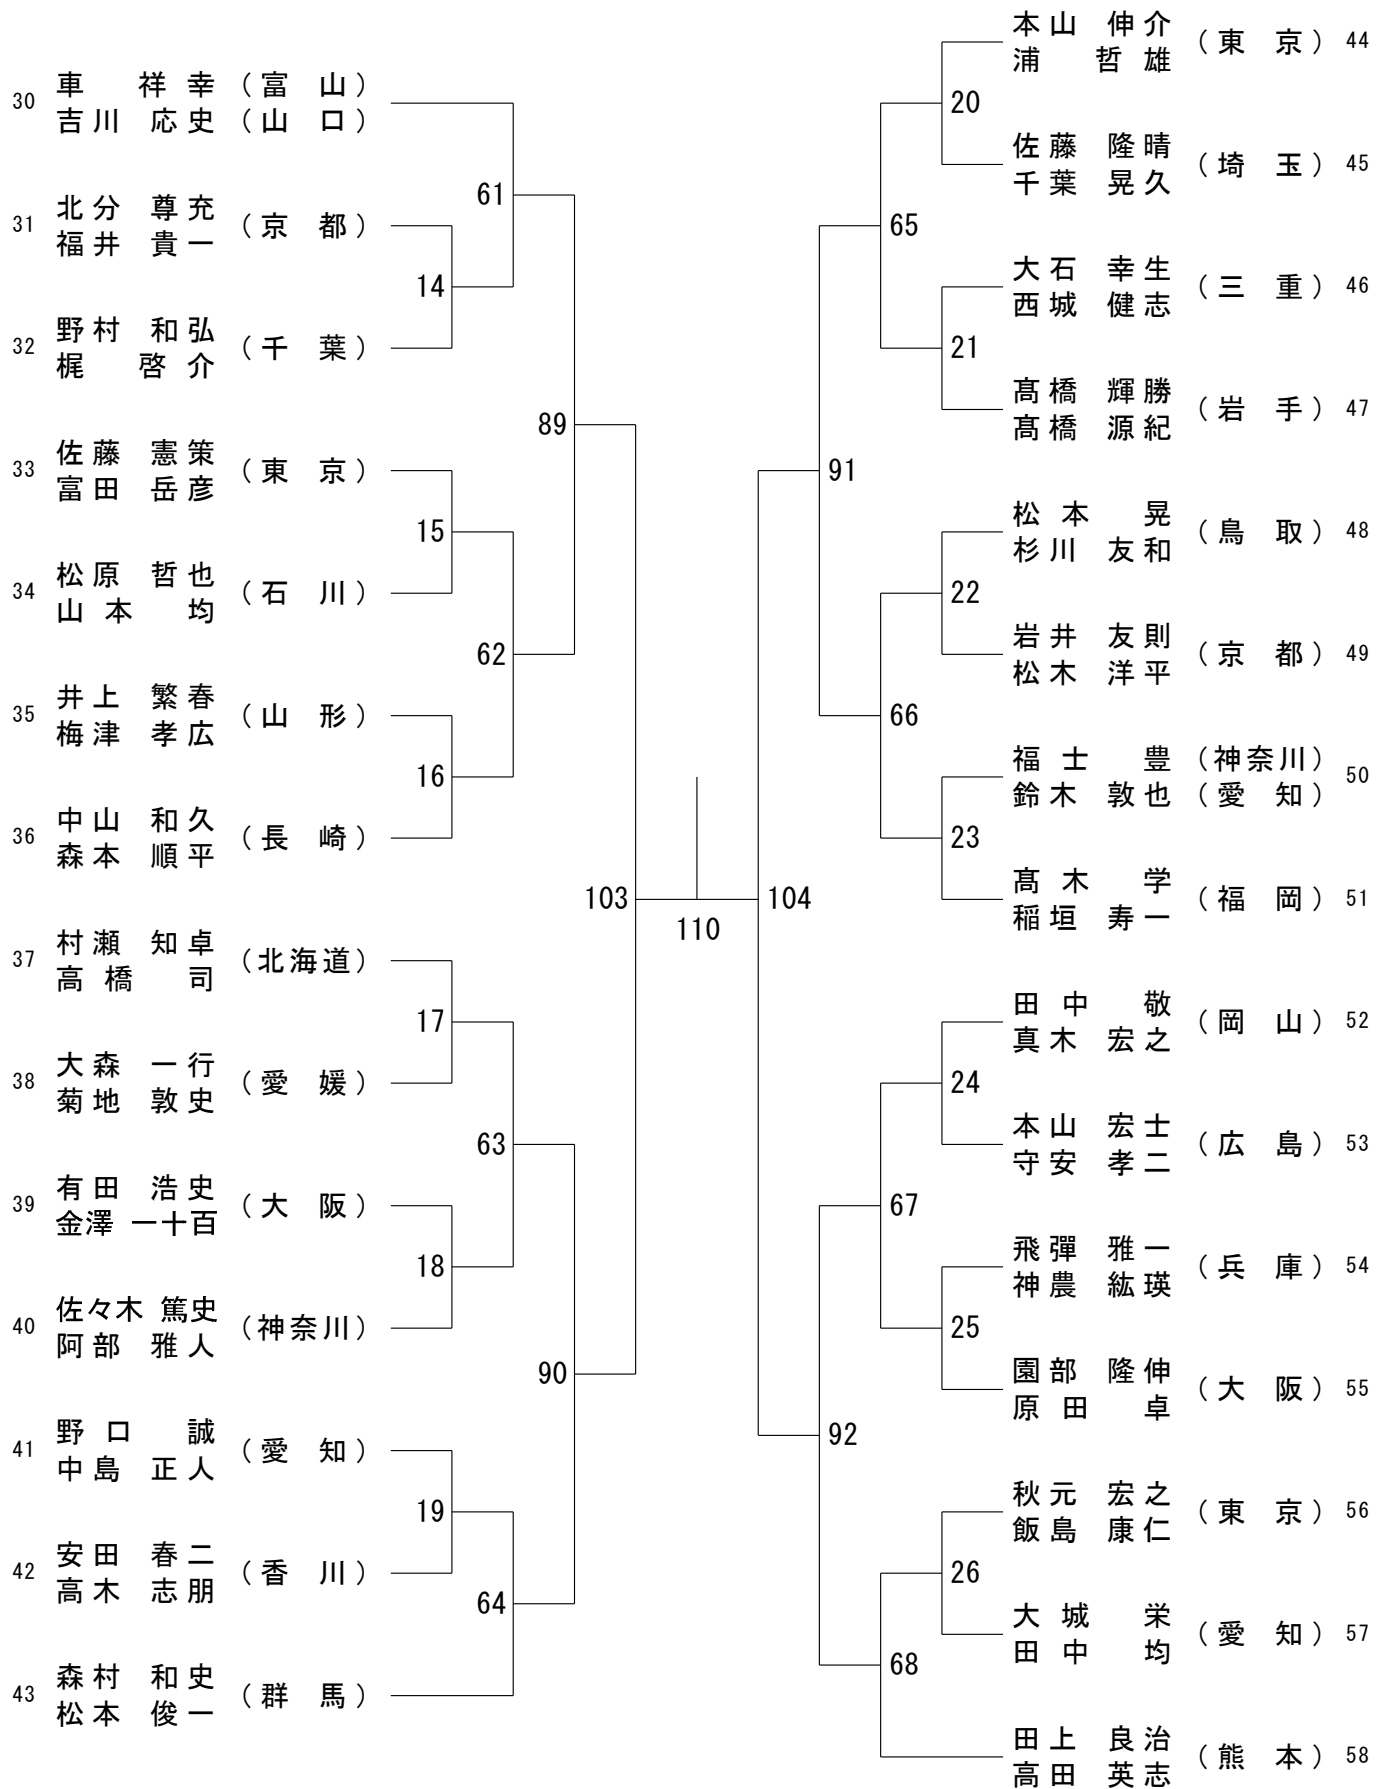 30 車 祥幸 (富山)
吉川 応史 (山口)
31 北分 尊充 (京都)
福井 貴一
32 野村 和弘 (千葉)
梶 啓介
33 佐藤 憲策 (東京)
富田 岳彦
34 松原 哲也 (石川)
山本 均
35 井上 繁春 (山形)
梅津 孝広
36 中山 和久 (長崎)
森本 順平
37 村瀬 知卓 (北海道)
高橋 司
38 大森 一行 (愛媛)
菊地 敦史
39 有田 浩史 (大阪)
金澤 一十百
40 佐々木 篤史 (神奈川)
阿部 雅人
41 野口 誠 (愛知)
中島 正人
42 安田 春二 (香川)
高木 志朋
43 森村 和史 (群馬)
松本 俊一
14
15
16
17
18
19
61
62
63
64
89
90
103
110
104
91
92
65
66
67
68
20
21
22
23
24
25
26
本山 伸介 (東京) 44
浦 哲雄
佐藤 隆晴 (埼玉) 45
千葉 晃久
大石 幸生 (三重) 46
西城 健志
髙橋 輝勝 (岩手) 47
髙橋 源紀
松本 晃 (鳥取) 48
杉川 友和
岩井 友則 (京都) 49
松木 洋平
福士 豊 (神奈川) 50
鈴木 敦也 (愛知)
髙木 学 (福岡) 51
稲垣 寿一
田中 敬 (岡山) 52
真木 宏之
本山 宏士 (広島) 53
守安 孝二
飛彈 雅一 (兵庫) 54
神農 紘瑛
園部 隆伸 (大阪) 55
原田 卓
秋元 宏之 (東京) 56
飯島 康仁
大城 栄 (愛知) 57
田中 均
田上 良治 (熊本) 58
高田 英志